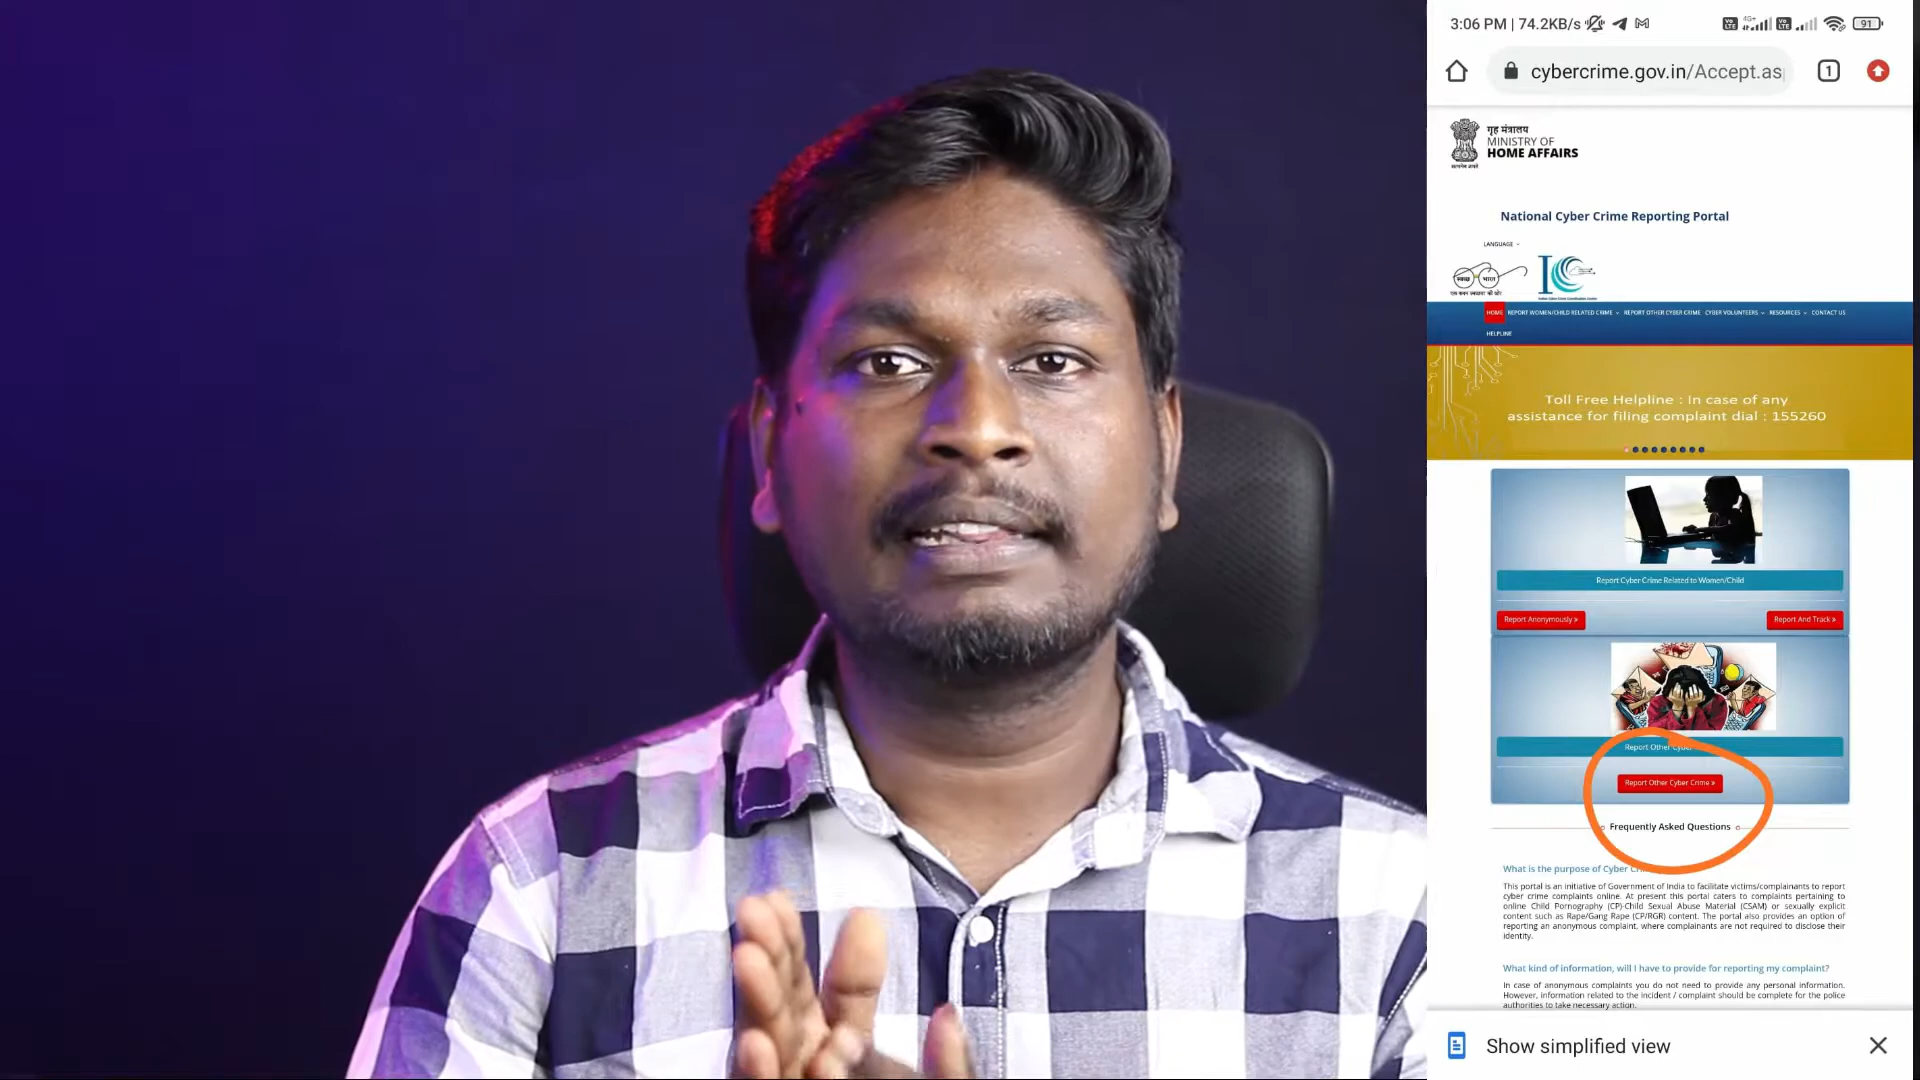 3:06 PM | 74.2KB/s
91
cybercrime.gov.in/Accept.as
1
गृह मंत्रालय
MINISTRY OF
HOME AFFAIRS
National Cyber Crime Reporting Portal
LANGUAGE
स्वच्छ भारत
HOME REPORT WOMEN/CHILD RELATED CRIME REPORT OTHER CYBER CRIME CYBER VOLUNTEERS RESOURCES CONTACT US
HELPLINE
Toll Free Helpline : In case of any
assistance for filing complaint dial : 155260
Report Cyber Crime Related to Women/Child
Report Anonymously »
Report And Track »
Report Other
Report Other Cyber Crime »
Frequently Asked Questions
What is the purpose of Cyber
This portal is an initiative of Government of India to facilitate victims/complainants to report
cyber crime complaints online. At present this portal caters to complaints pertaining to
online Child Pornography (CP)-Child Sexual Abuse Material (CSAM) or sexually explicit
content such as Rape/Gang Rape (CP/RGR) content. The portal also provides an option of
reporting an anonymous complaint, where complainants are not required to disclose their
identity.
What kind of information, will I have to provide for reporting my complaint?
In case of anonymous complaints you do not need to provide any personal information.
However, information related to the incident / complaint should be complete for the police
authorities to take necessary action.
Show simplified view